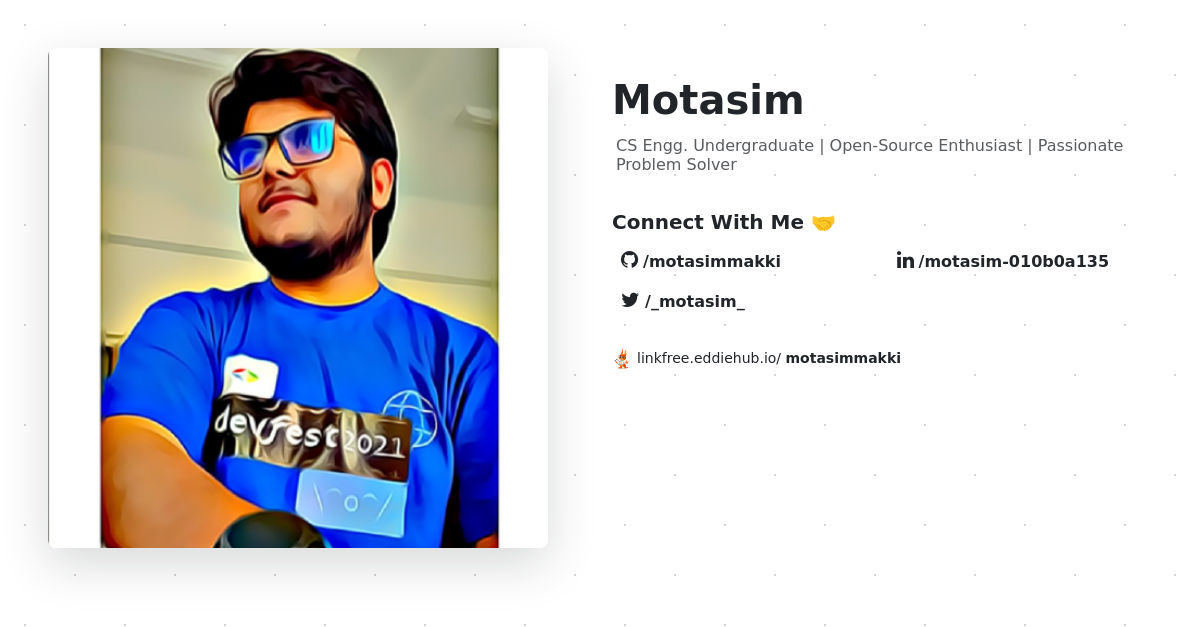 Motasim
CS Engg. Undergraduate | Open-Source Enthusiast | Passionate
Problem Solver
Connect With Me 🤝
/motasimmakki
/motasim-010b0a135
/_motasim_
linkfree.eddiehub.io/ motasimmakki
devfest 2021
\^o^/